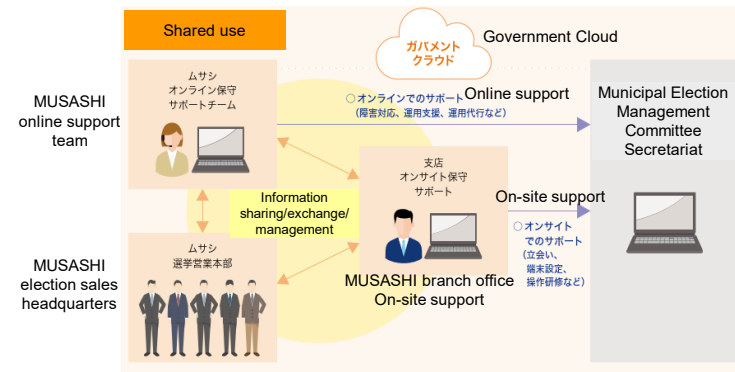 Shared use
ガバメント
クラウド
Government Cloud
MUSASHI
online support
team
ムサシ
オンライン保守
サポートチーム
○オンラインでのサポート
（障害対応、運用支援、運用代行など）
Online support
Municipal Election
Management
Committee
Secretariat
支店
オンサイト保守
サポート
Information
sharing/exchange/
management
On-site support
○オンサイト
でのサポート
（立会い、
端末設定、
操作研修など）
MUSASHI
election sales
headquarters
ムサシ
選挙営業本部
MUSASHI branch office
On-site support